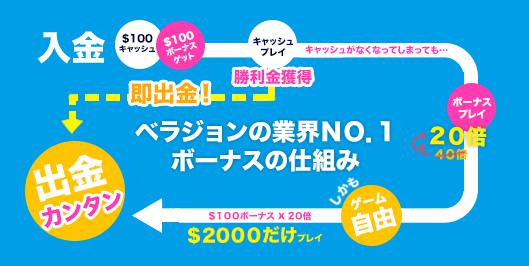 入金
$100
キャッシュ
$100
ボーナス
ゲット
キャッシュ
プレイ
キャッシュがなくなってしまっても…
勝利金獲得
即出金!
ボーナス
プレイ
20倍
40倍
ベラジョンの業界NO.1
ボーナスの仕組み
出金
カンタン
しかも
ゲーム
自由
$100ボーナス X 20倍
$2000だけプレイ